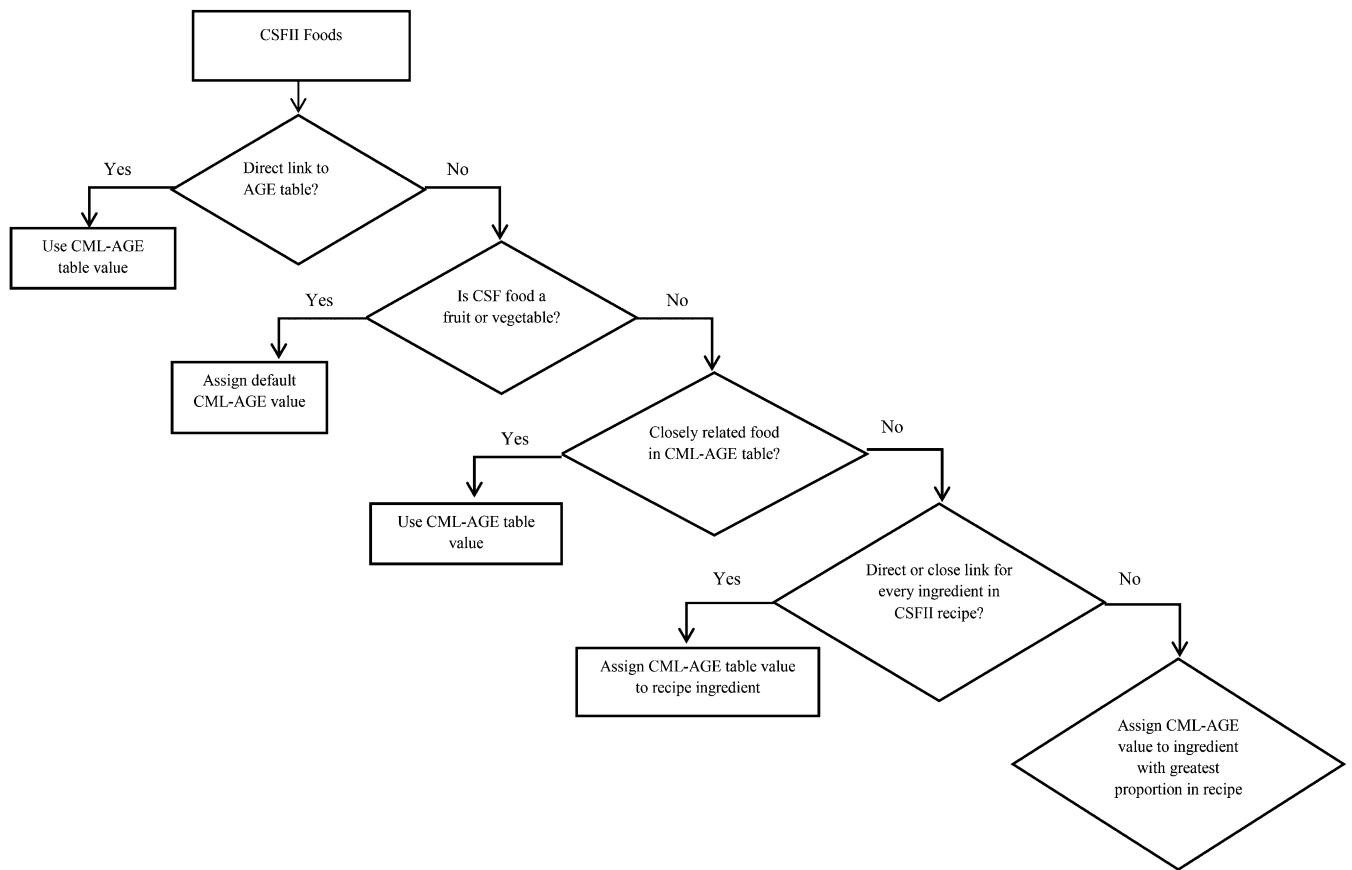 CSFII Foods
Direct link to
AGE table?
Yes
No
Use CML-AGE
table value
Is CSF food a
fruit or vegetable?
Yes
No
Assign default
CML-AGE value
Closely related food
in CML-AGE table?
Yes
No
Use CML-AGE table
value
Direct or close link for
every ingredient in
CSFII recipe?
Yes
No
Assign CML-AGE table value
to recipe ingredient
Assign CML-AGE
value to ingredient
with greatest
proportion in recipe